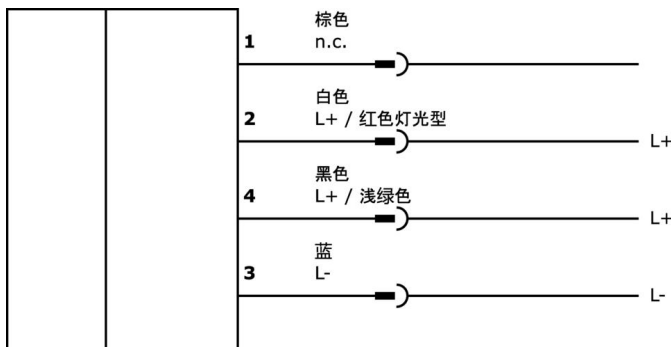 棕色
1
n.c.
白色
2
L+ / 红色灯光型
L+
黑色
4
L+ / 浅绿色
L+
蓝
3
L-
L-